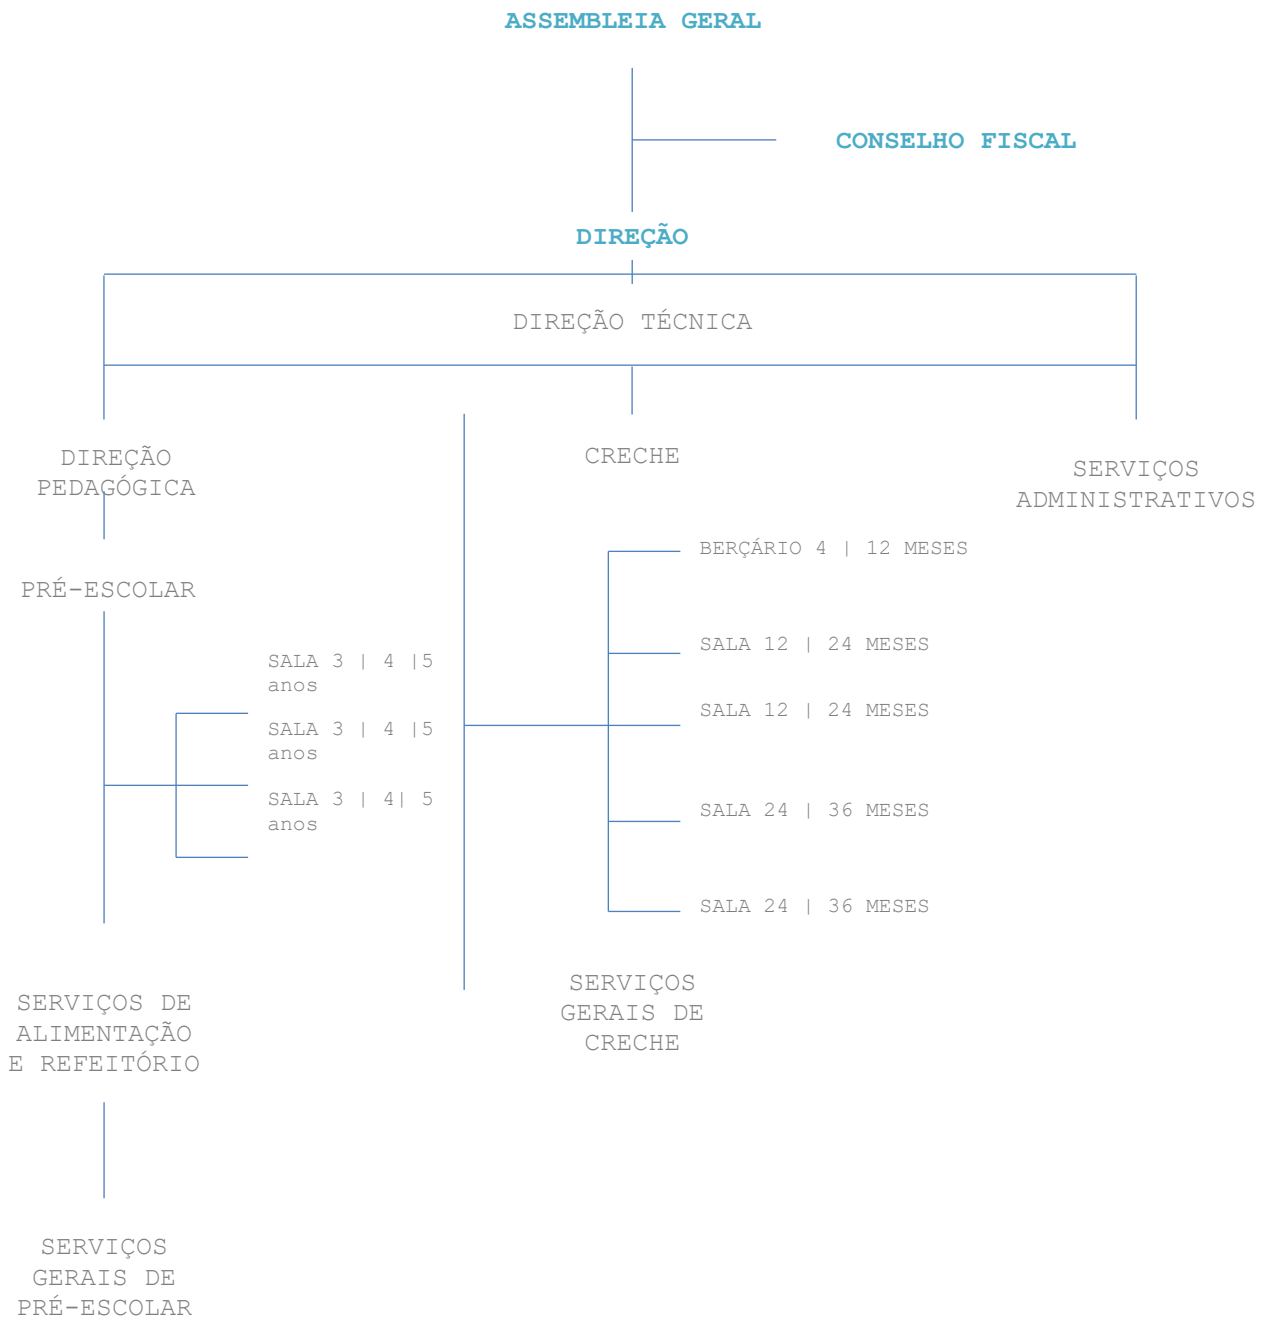 ASSEMBLEIA GERAL
CONSELHO FISCAL
DIREÇÃO
DIREÇÃO TÉCNICA
DIREÇÃO
PEDAGÓGICA
CRECHE
SERVIÇOS
ADMINISTRATIVOS
PRÉ-ESCOLAR
SALA 3 | 4 |5
anos
SALA 3 | 4 |5
anos
SALA 3 | 4| 5
anos
BERÇÁRIO 4 | 12 MESES
SALA 12 | 24 MESES
SALA 12 | 24 MESES
SALA 24 | 36 MESES
SALA 24 | 36 MESES
SERVIÇOS DE
ALIMENTAÇÃO
E REFEITÓRIO
SERVIÇOS
GERAIS DE
CRECHE
SERVIÇOS
GERAIS DE
PRÉ-ESCOLAR